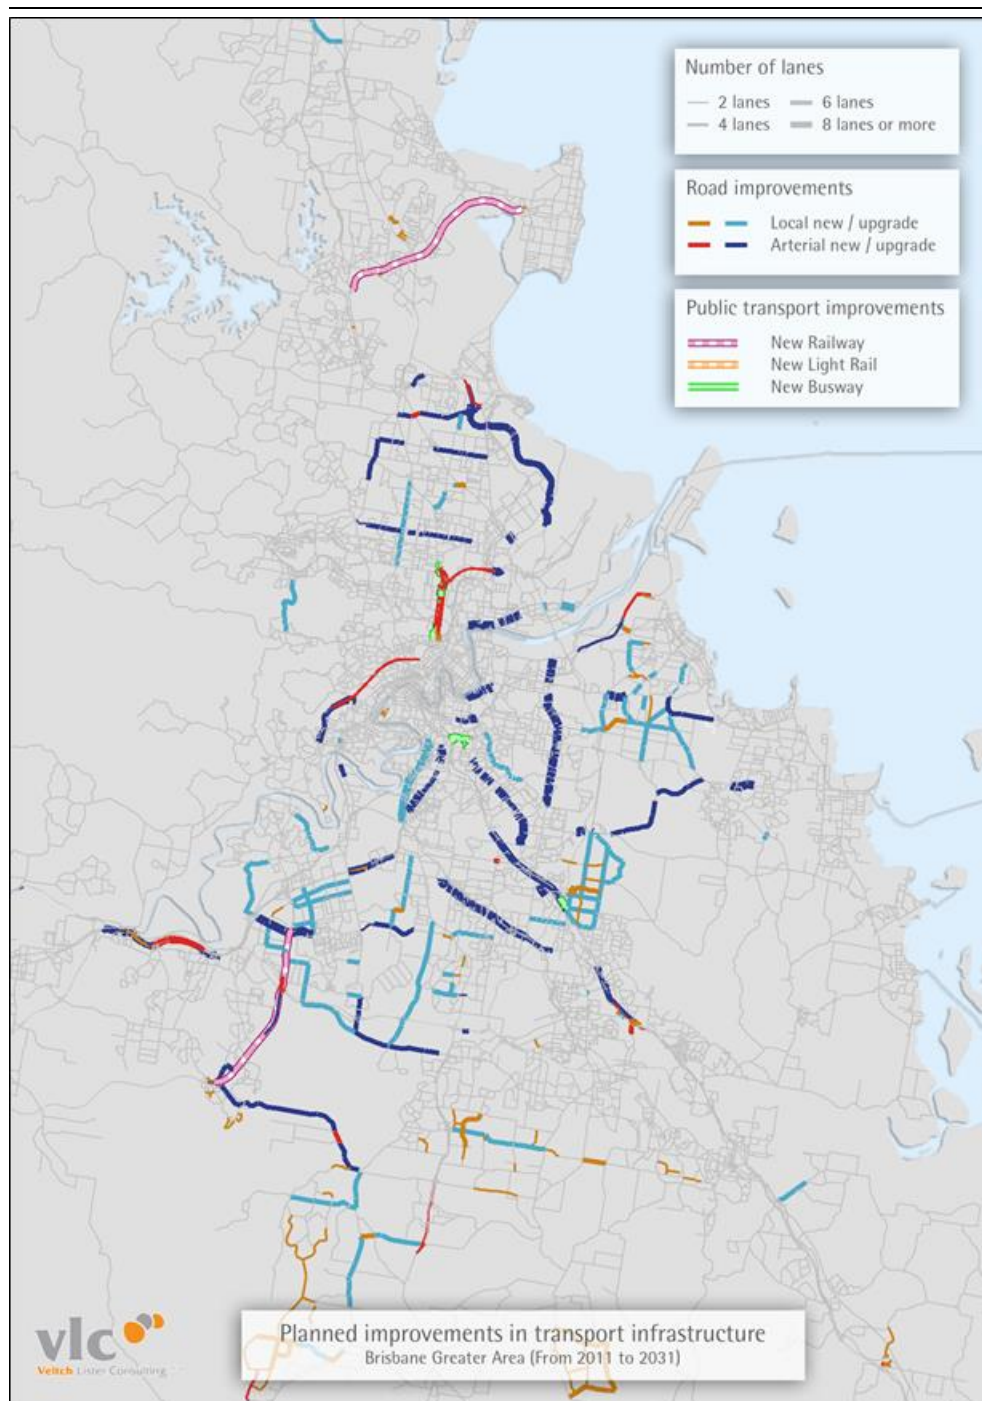 Number of lanes
2 lanes 6 lanes
4 lanes 8 lanes or more
Road improvements
Local new / upgrade
Arterial new / upgrade
Public transport improvements
New Railway
New Light Rail
New Busway
vlc
Veitch Lister Consulting
Planned improvements in transport infrastructure
Brisbane Greater Area (From 2011 to 2031)